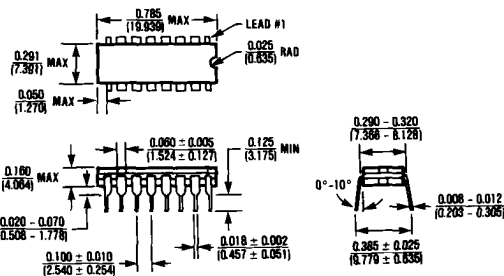 0.785
(19.939) MAX
LEAD #1
0.025
(0.635) RAD
0.291
(7.391) MAX
0.050
(1.270) MAX
0.060 ± 0.005
(1.524 ± 0.127)
0.125
(3.175) MIN
0.290 - 0.320
(7.366 - 8.128)
0.160
(4.064) MAX
0°-10°
0.008 - 0.012
(0.203 - 0.305)
0.020 - 0.070
(0.508 - 1.778)
0.018 ± 0.002
(0.457 ± 0.051)
0.100 ± 0.010
(2.540 ± 0.254)
0.385 ± 0.025
(9.779 ± 0.635)